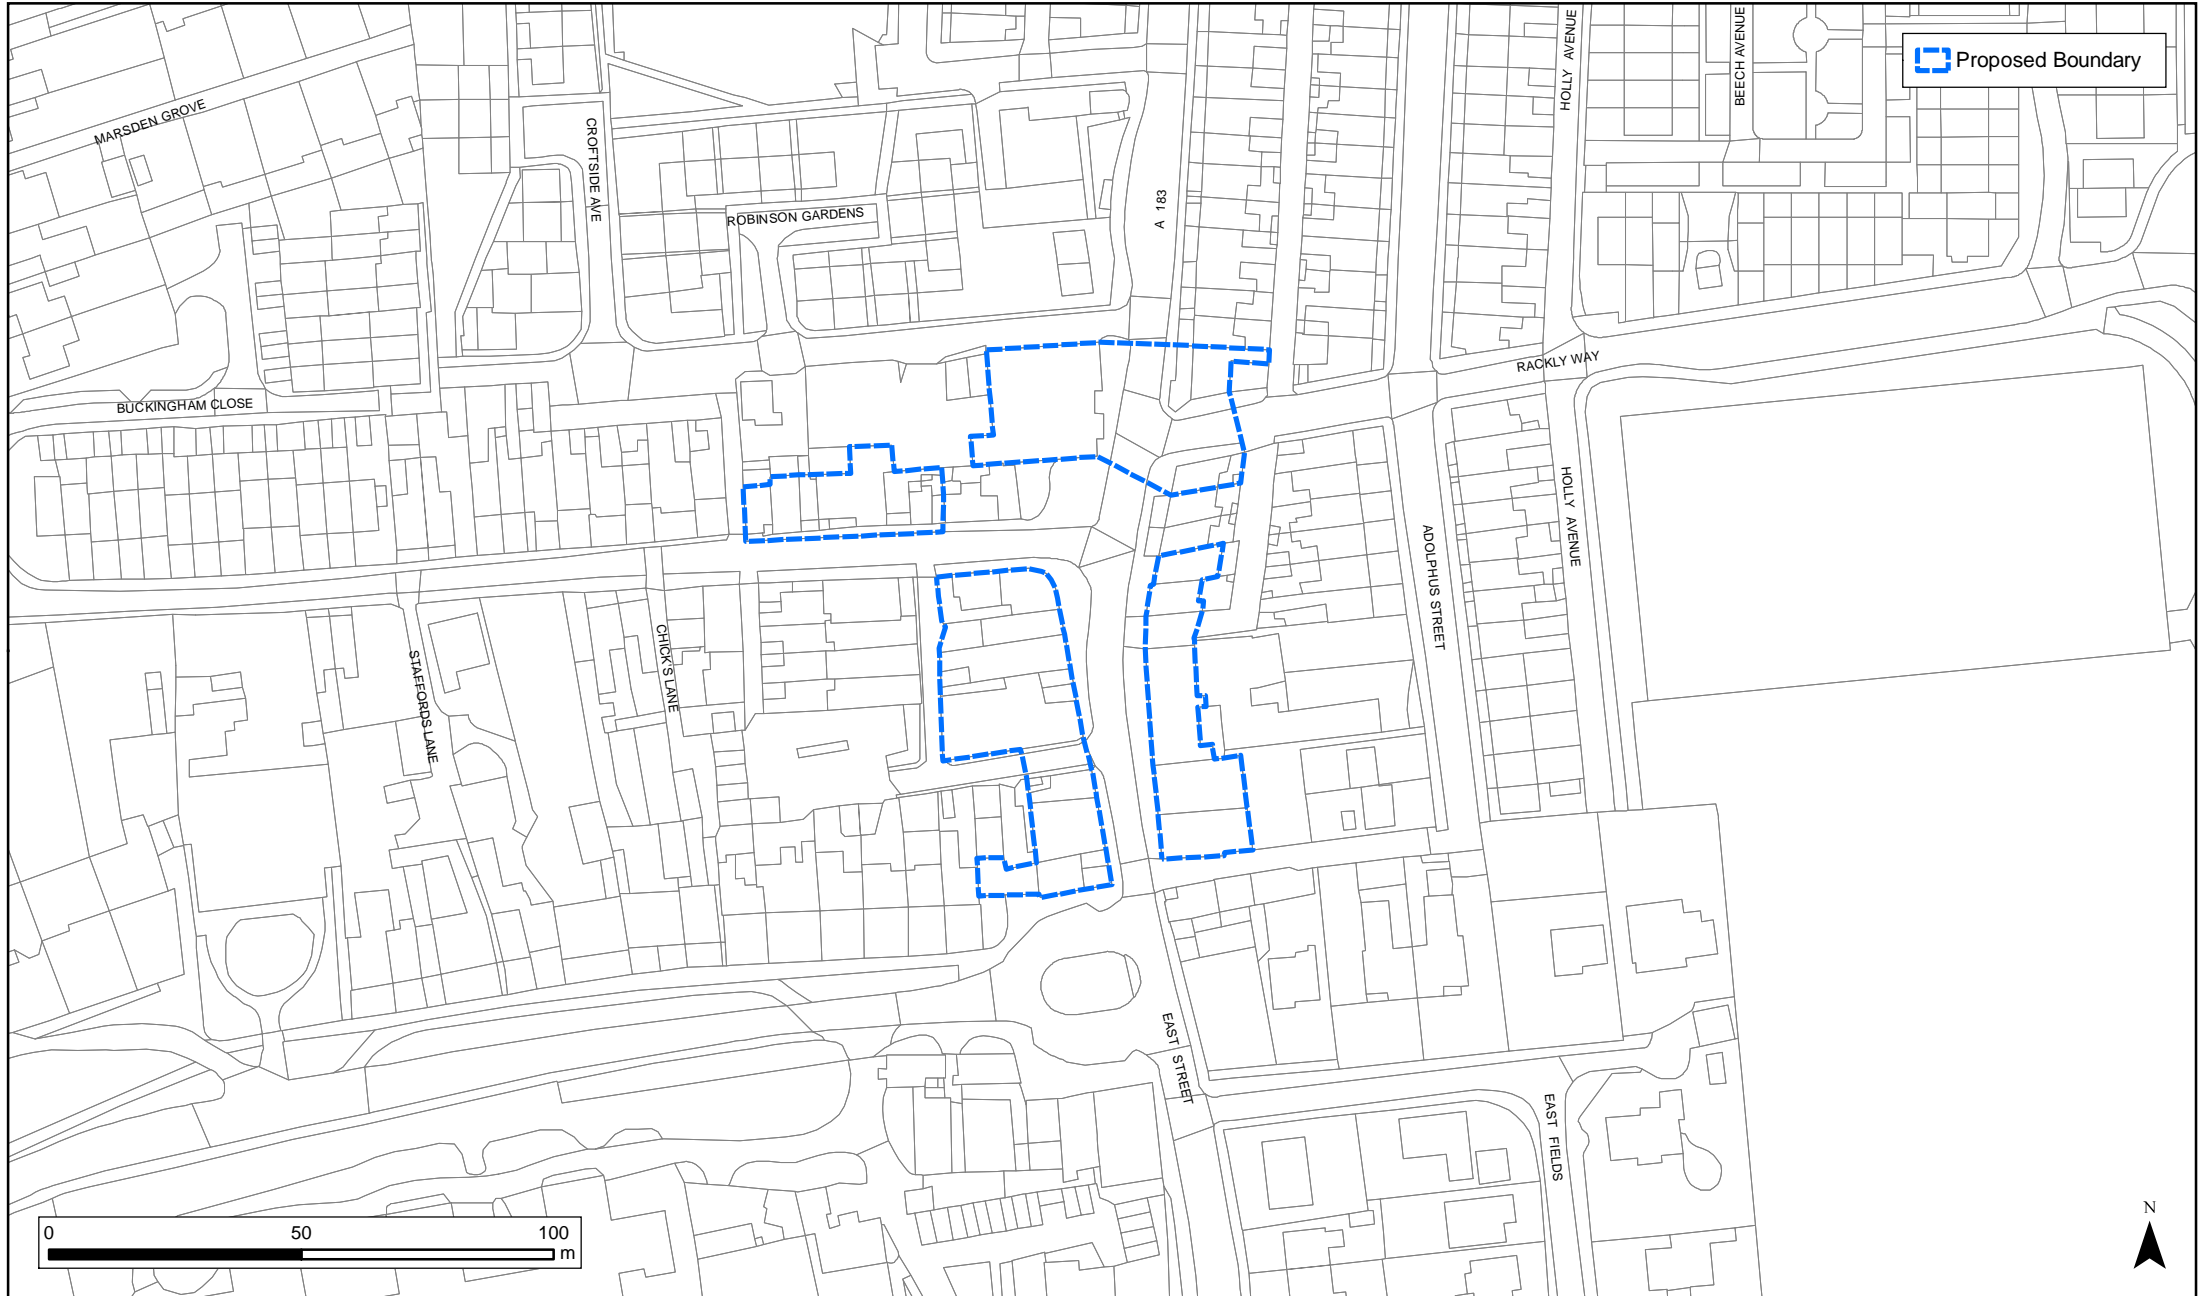 HOLLY AVENUE
BEECH AVENUE
Proposed Boundary
MARSDEN GROVE
CROFTSIDE AVE
A 183
ROBINSON GARDENS
RACKLY WAY
BUCKINGHAM CLOSE
HOLLY AVENUE
ADOLPHUS STREET
CHICK'S LANE
STAFFORDS LANE
EAST STREET
EAST FIELDS
N
0 50 100
m